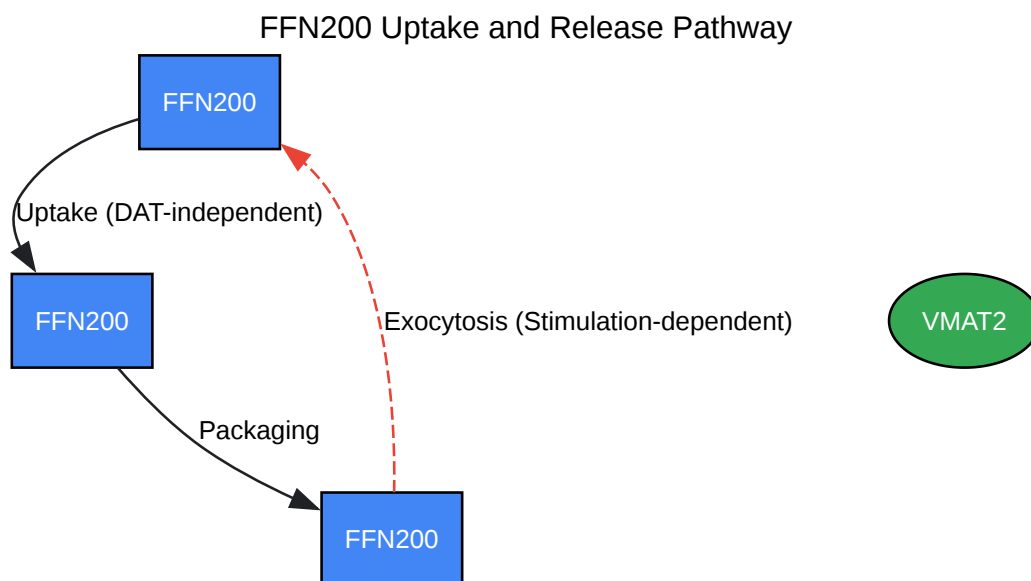 FFN200 Uptake and Release Pathway
FFN200
Uptake (DAT-independent)
FFN200
Exocytosis (Stimulation-dependent)
VMAT2
Packaging
FFN200